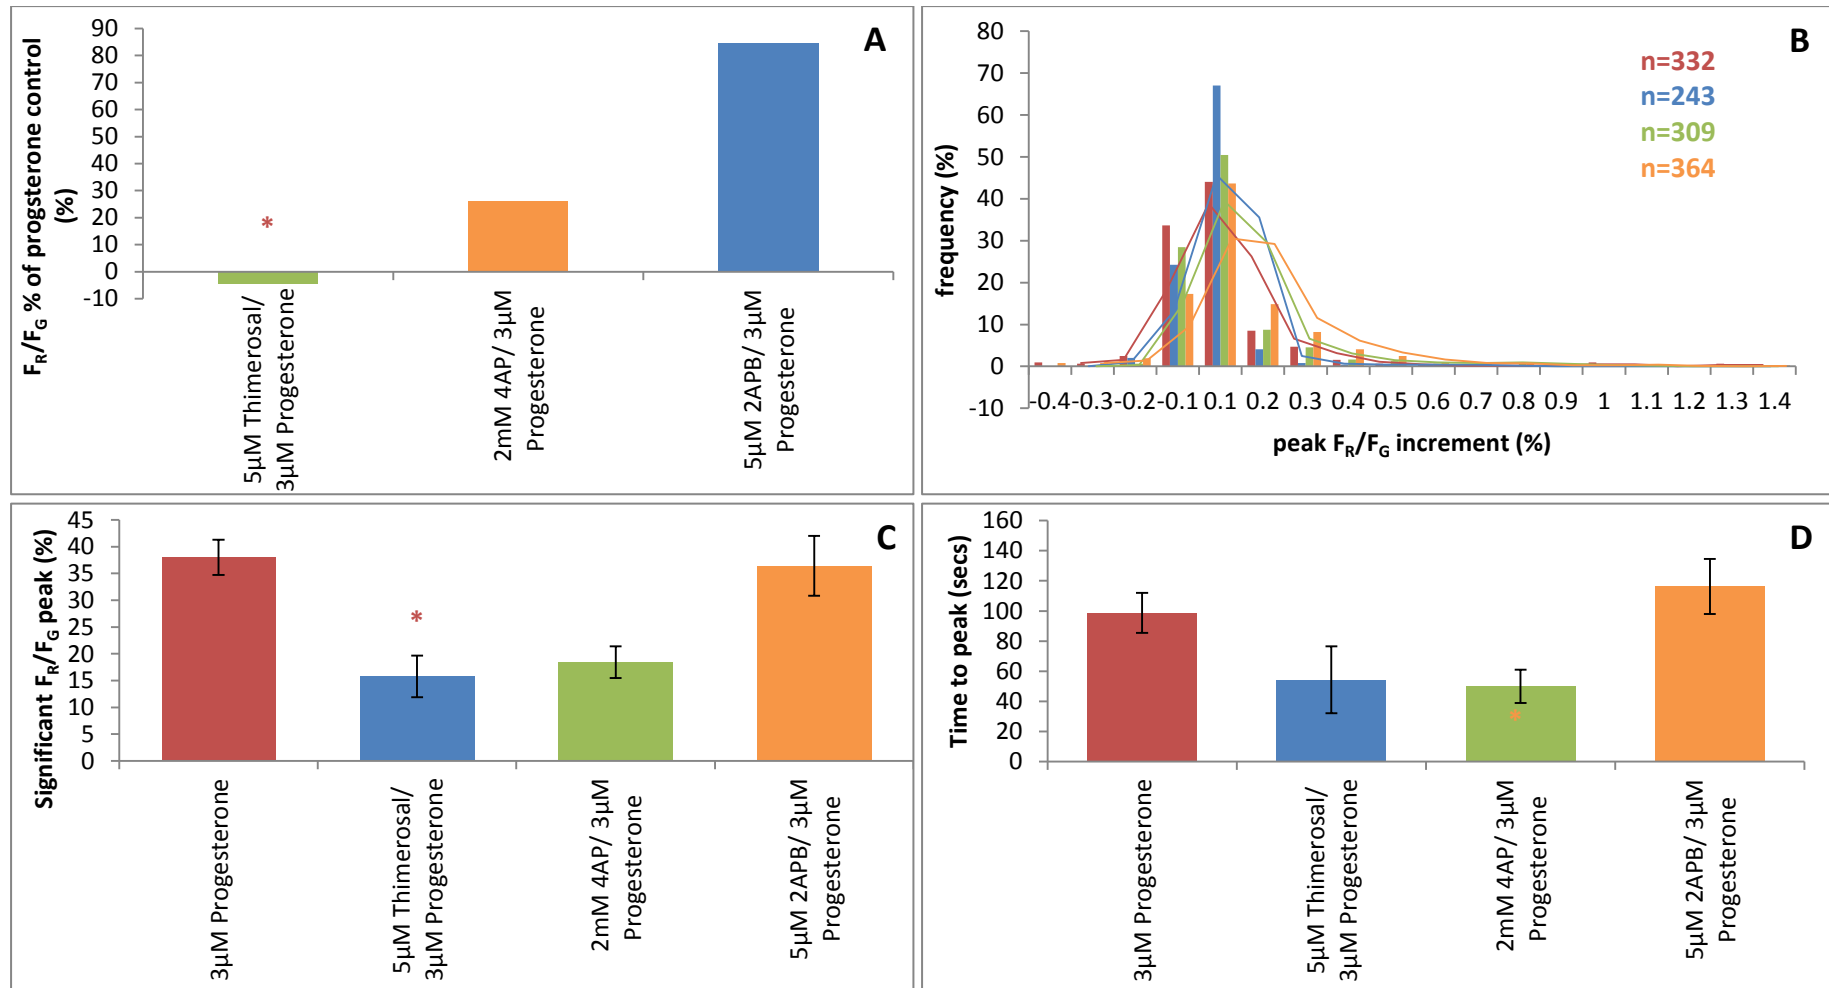 A
F_R/F_G % of progsterone control
(%)
90
80
70
60
50
40
30
20
10
0
-10
*
5µM Thimerosal/
3µM Progesterone
2mM 4AP/ 3µM
Progesterone
5µM 2APB/ 3µM
Progesterone
B
frequency (%)
80
70
60
50
40
30
20
10
0
-10
n=332
n=243
n=309
n=364
-0.4 -0.3 -0.2 -0.1 0.1 0.2 0.3 0.4 0.5 0.6 0.7 0.8 0.9 1 1.1 1.2 1.3 1.4
peak F_R/F_G increment (%)
C
Significant F_R/F_G peak (%)
45
40
35
30
25
20
15
10
5
0
*
3µM Progesterone
5µM Thimerosal/
3µM Progesterone
2mM 4AP/ 3µM
Progesterone
5µM 2APB/ 3µM
Progesterone
D
Time to peak (secs)
160
140
120
100
80
60
40
20
0
*
3µM Progesterone
5µM Thimerosal/
3µM Progesterone
2mM 4AP/ 3µM
Progesterone
5µM 2APB/ 3µM
Progesterone